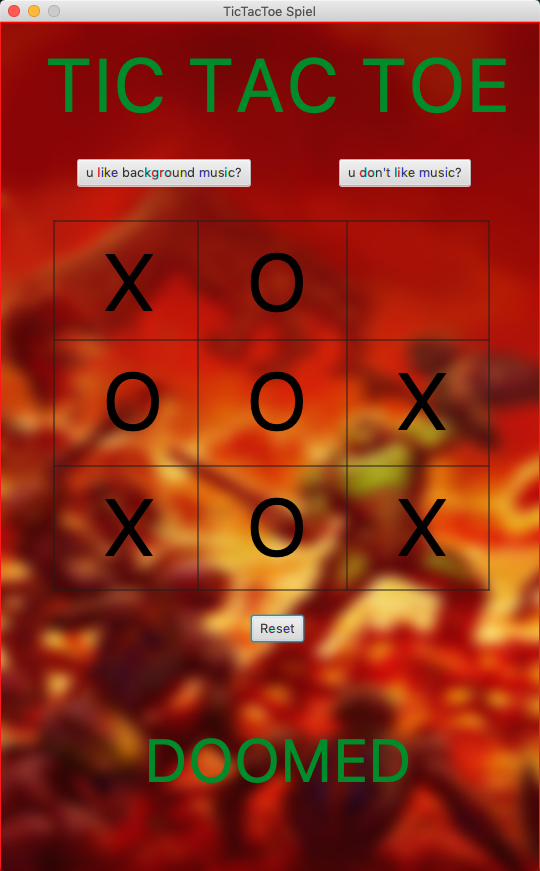 TicTacToe Spiel
TIC TAC TOE
u like background music? u don't like music?
X O
O O X
X O X
Reset
DOOMED